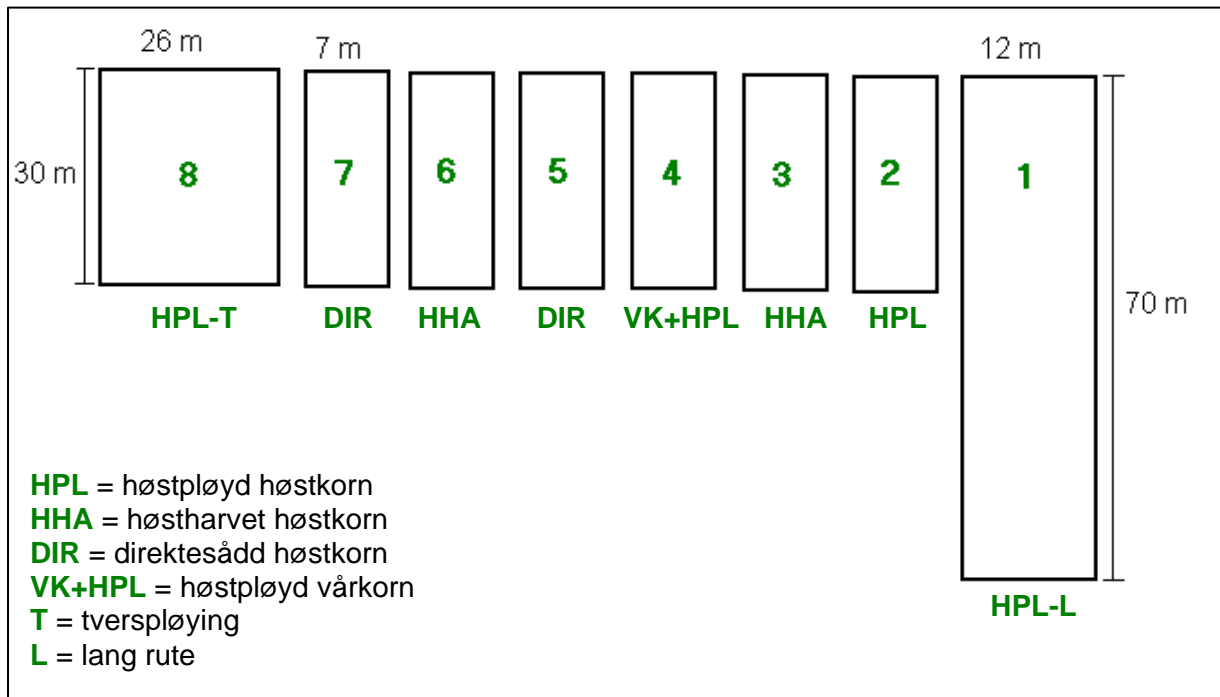 26 m
7 m
12 m
30 m
8
7
6
5
4
3
2
1
70 m
HPL-T
DIR
HHA
DIR
VK+HPL
HHA
HPL
HPL-L
HPL = høstpløyd høstkorn
HHA = høstharvet høstkorn
DIR = direktesådd høstkorn
VK+HPL = høstpløyd vårkorn
T = tverspløying
L = lang rute